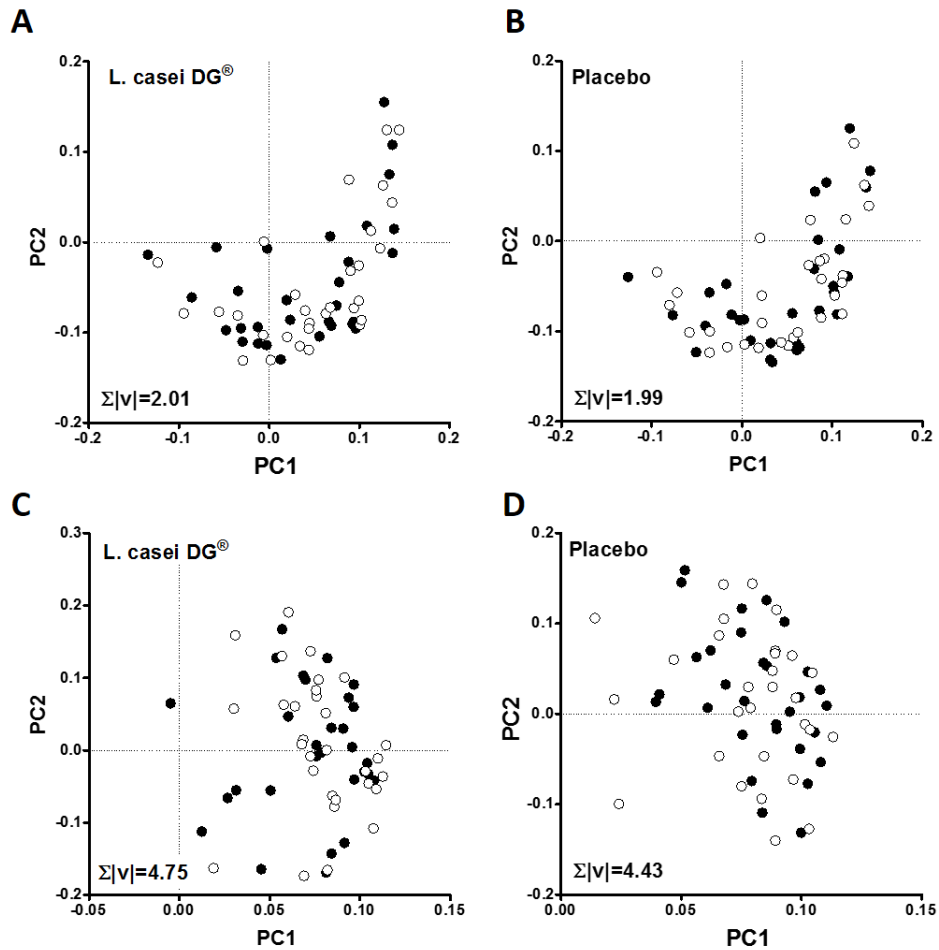 A
L. casei DG®
0.2
0.1
0.0
-0.1
-0.2
PC2
Σ|v|=2.01
-0.2
-0.1
0.0
0.1
0.2
PC1
B
Placebo
0.2
0.1
0.0
-0.1
-0.2
PC2
Σ|v|=1.99
-0.2
-0.1
0.0
0.1
0.2
PC1
C
L. casei DG®
0.3
0.2
0.1
0.0
-0.1
-0.2
PC2
Σ|v|=4.75
-0.05
0.00
0.05
0.10
0.15
PC1
D
Placebo
0.2
0.1
0.0
-0.1
-0.2
PC2
Σ|v|=4.43
0.00
0.05
0.10
0.15
PC1